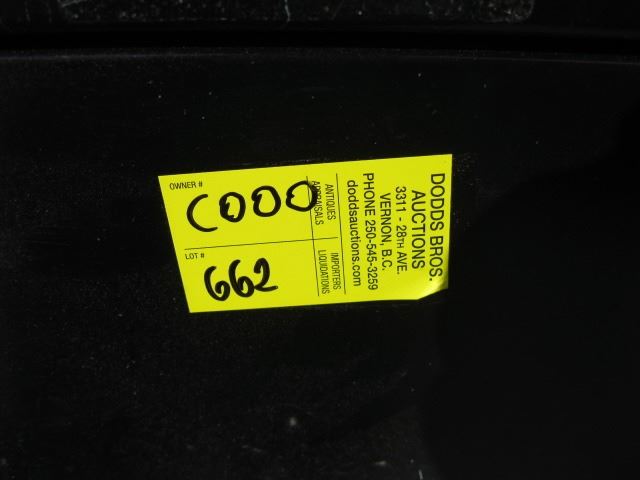 DODDS BROS.
AUCTIONS
3311 - 28TH AVE.
VERNON, B.C.
PHONE 250-545-3259
doddsauctions.com
ANTIQUES
APPRAISALS
IMPORTERS
LIQUIDATIONS
OWNER #
C000
LOT #
662